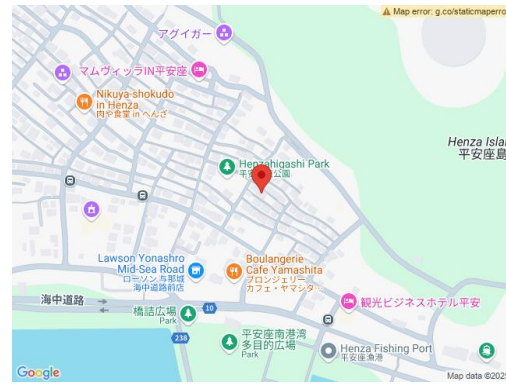 Map error: g.co/staticmaperro
アグイガー
マムヴィッラIN平安座
Nikuya-shokudo
in Henza
肉や食堂 in へんざ
Henza Islan
平安座島
Henzahigashi Park
公園
Lawson Yonashiro
Mid-Sea Road
ローソン 与那城
海中道路前店
Boulangerie
Cafe Yamashita
ブロンジェリー
カフェ・ヤマシタ…
海中道路
10
観光ビジネスホテル平安
橋詰広場
Park
238
平安座南港湾
多目的広場
Park
Henza Fishing Port
平安座漁港
Google
Map data ©2025